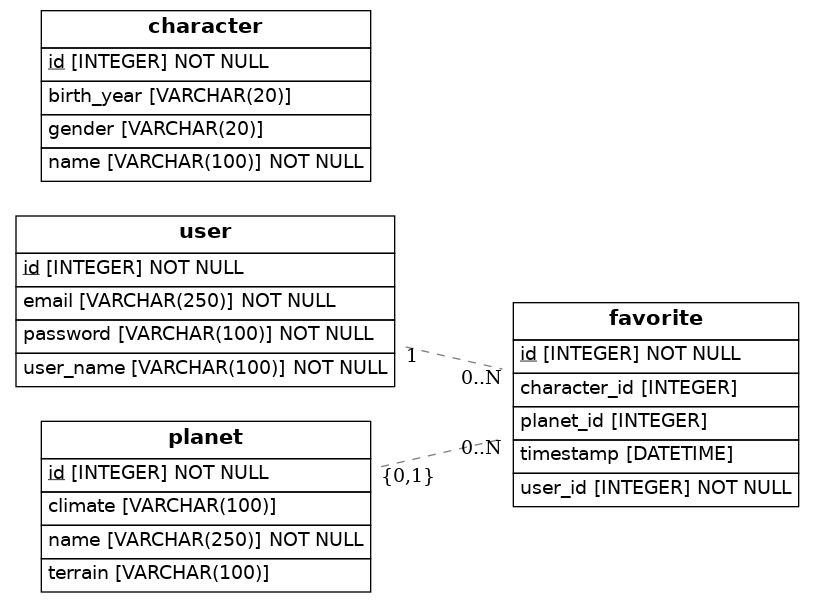 character
id [INTEGER] NOT NULL
birth_year [VARCHAR(20)]
gender [VARCHAR(20)]
name [VARCHAR(100)] NOT NULL
user
id [INTEGER] NOT NULL
email [VARCHAR(250)] NOT NULL
password [VARCHAR(100)] NOT NULL
user_name [VARCHAR(100)] NOT NULL
planet
id [INTEGER] NOT NULL
climate [VARCHAR(100)]
name [VARCHAR(250)] NOT NULL
terrain [VARCHAR(100)]
1
0..N
0..N
{0,1}
favorite
id [INTEGER] NOT NULL
character_id [INTEGER]
planet_id [INTEGER]
timestamp [DATETIME]
user_id [INTEGER] NOT NULL